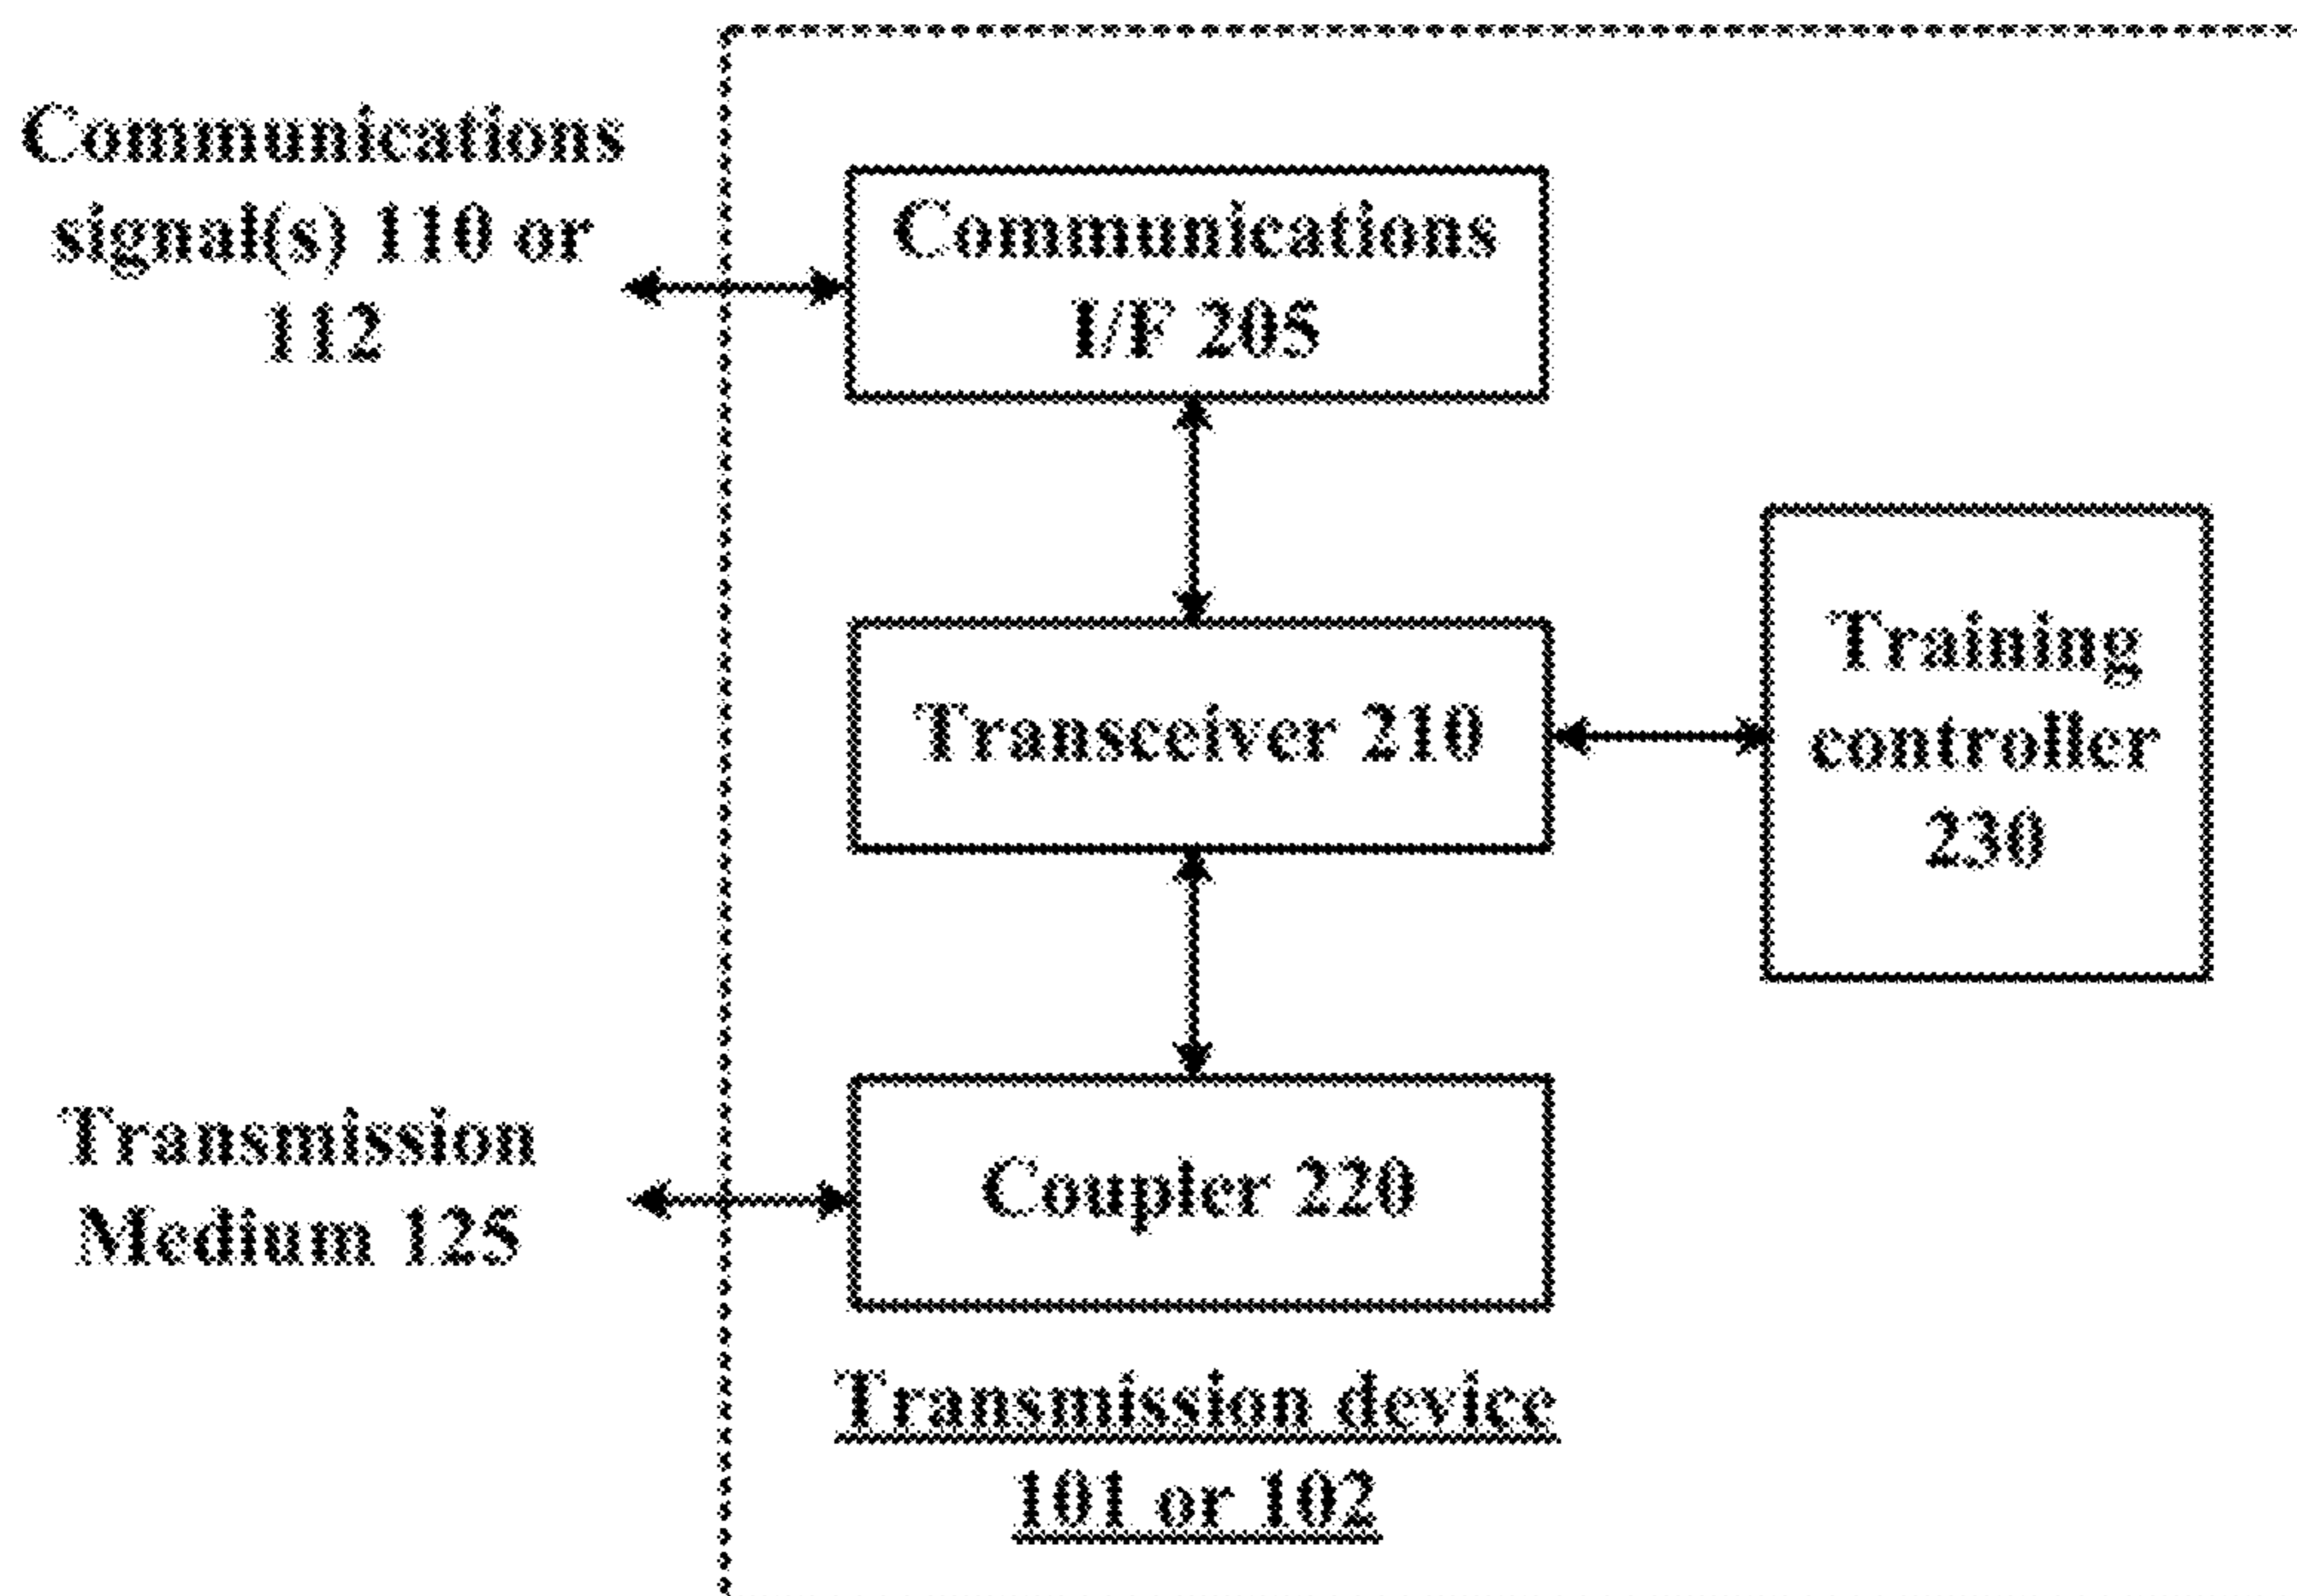 Communications
signal(s) 110 or
112
Communications
I/F 205
Transceiver 210
Training
controller
230
Transmission
Medium 125
Coupler 220
Transmission device
101 or 102